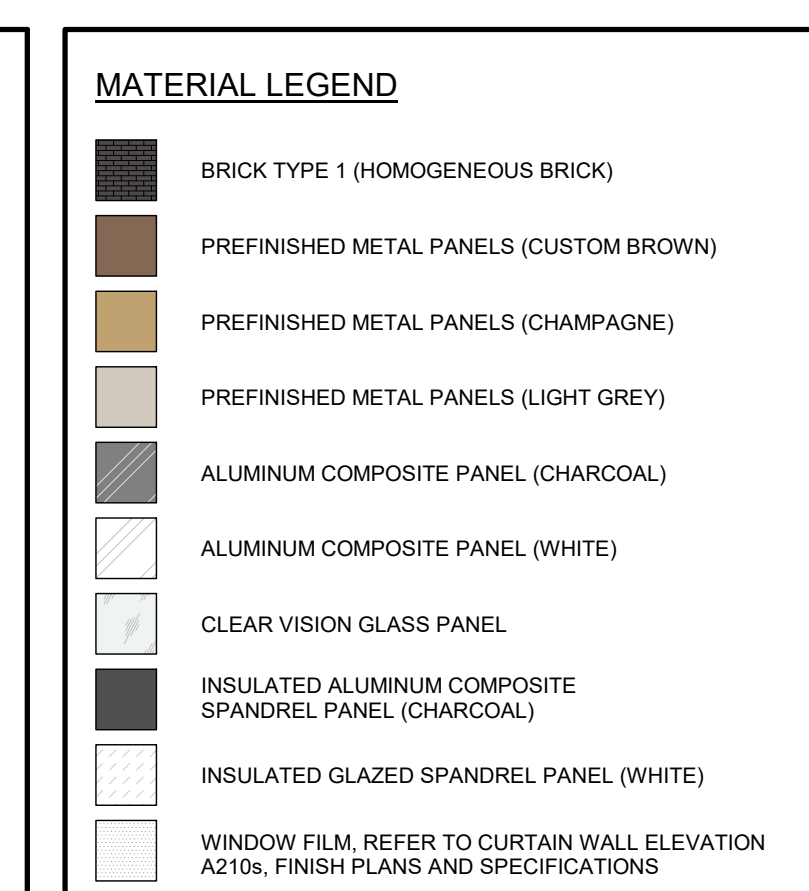 MATERIAL LEGEND
BRICK TYPE 1 (HOMOGENEOUS BRICK)
PREFINISHED METAL PANELS (CUSTOM BROWN)
PREFINISHED METAL PANELS (CHAMPAGNE)
PREFINISHED METAL PANELS (LIGHT GREY)
ALUMINUM COMPOSITE PANEL (CHARCOAL)
ALUMINUM COMPOSITE PANEL (WHITE)
CLEAR VISION GLASS PANEL
INSULATED ALUMINUM COMPOSITE
SPANDREL PANEL (CHARCOAL)
INSULATED GLAZED SPANDREL PANEL (WHITE)
WINDOW FILM, REFER TO CURTAIN WALL ELEVATION
A210s, FINISH PLANS AND SPECIFICATIONS